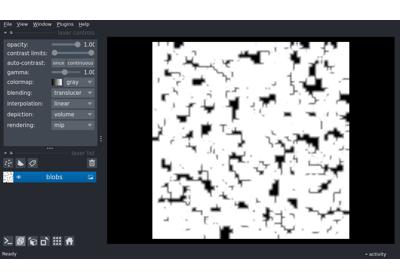 File View Window Plugins Help
layer controls
opacity: 1.00
contrast limits:
auto-contrast: once continuous
gamma: 1.00
colormap: gray
blending: translucer
interpolation: linear
depiction: volume
rendering: mip
layer list
blobs
Ready
activity